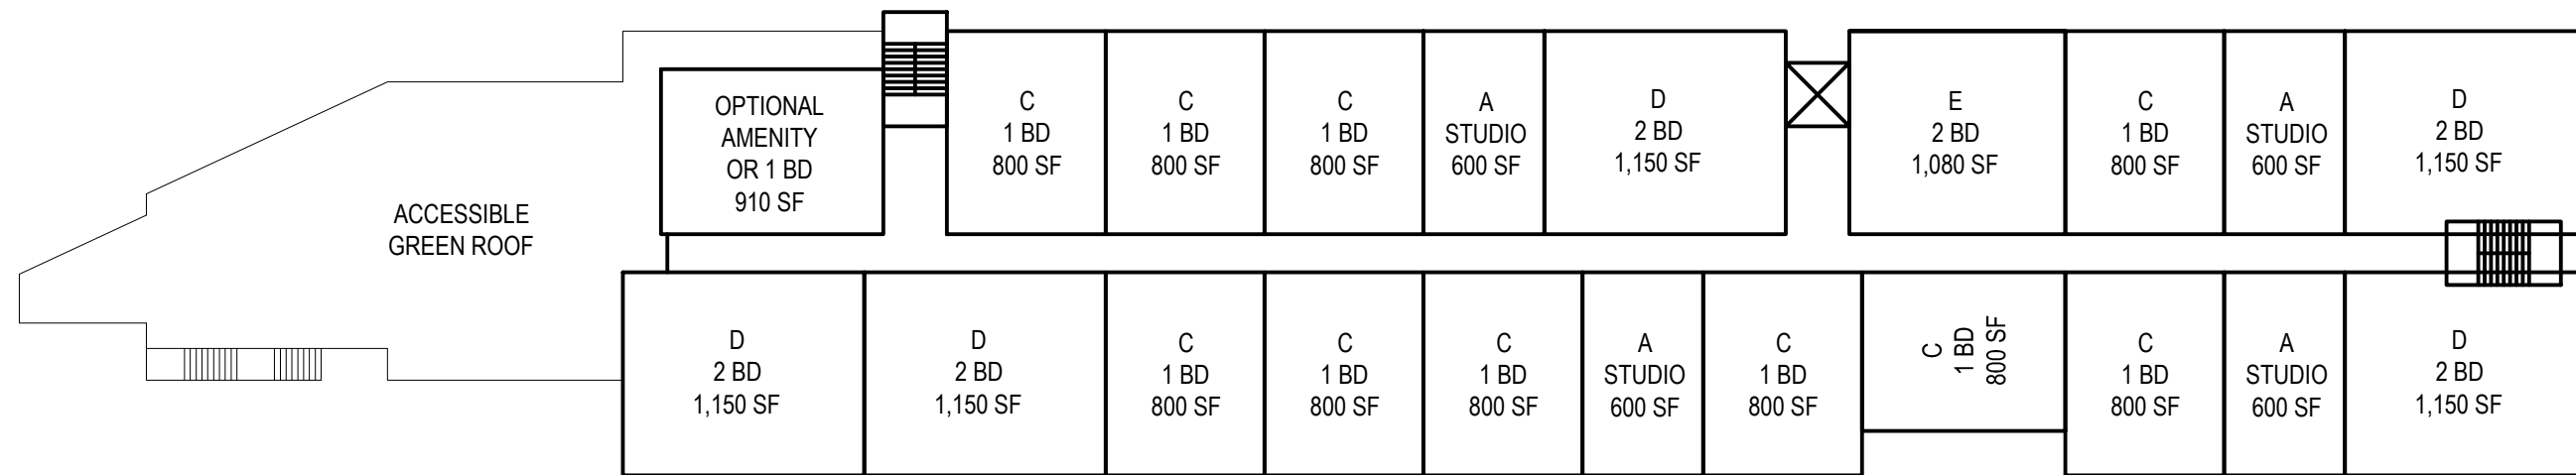 OPTIONAL
AMENITY
OR 1 BD
910 SF
C
1 BD
800 SF
C
1 BD
800 SF
C
1 BD
800 SF
A
STUDIO
600 SF
D
2 BD
1,150 SF
E
2 BD
1,080 SF
C
1 BD
800 SF
A
STUDIO
600 SF
D
2 BD
1,150 SF
ACCESSIBLE
GREEN ROOF
D
2 BD
1,150 SF
D
2 BD
1,150 SF
C
1 BD
800 SF
C
1 BD
800 SF
C
1 BD
800 SF
A
STUDIO
600 SF
C
1 BD
800 SF
C
1 BD
800 SF
C
1 BD
800 SF
A
STUDIO
600 SF
D
2 BD
1,150 SF